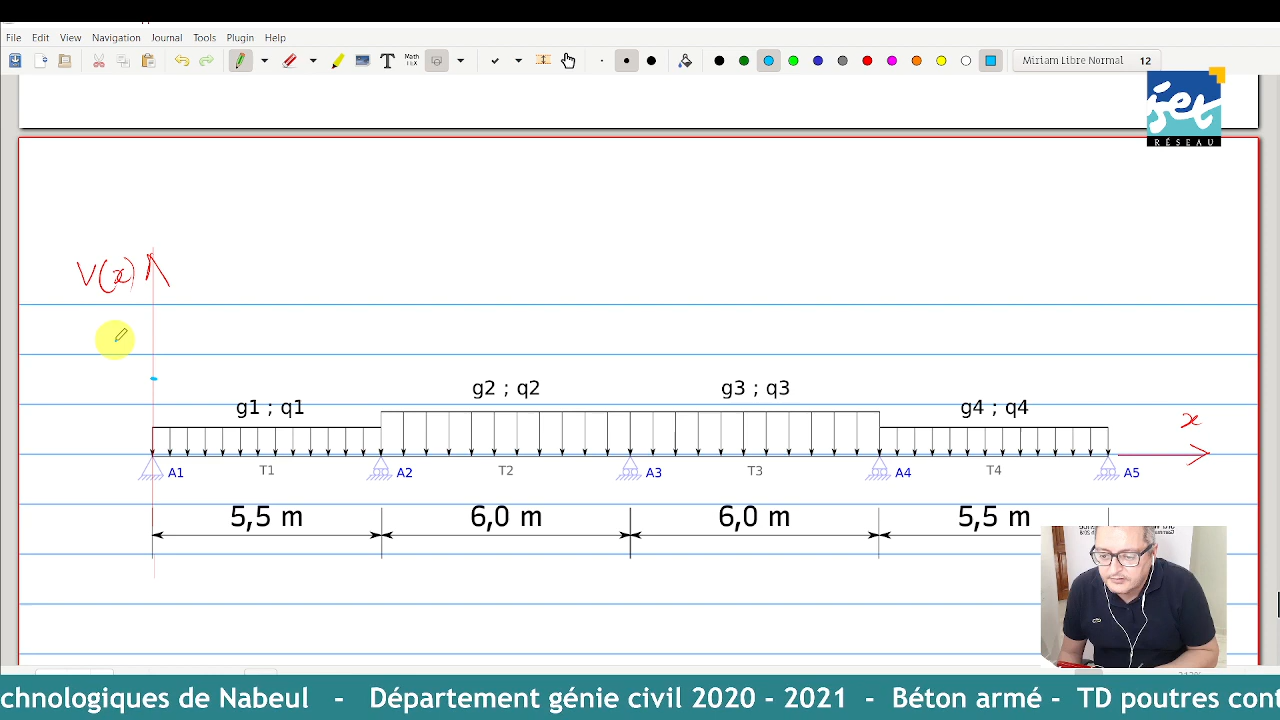 File Edit View Navigation Journal Tools Plugin Help
Miriam Libre Normal 12
iset
RÉSEAU
V(x)
g2 ; q2 g3 ; q3
g1 ; q1 g4 ; q4
x
A1 T1 A2 T2 A3 T3 A4 T4 A5
5,5 m 6,0 m 6,0 m 5,5 m
chnologiques de Nabeul - Département génie civil 2020 - 2021 - Béton armé - TD poutres cont